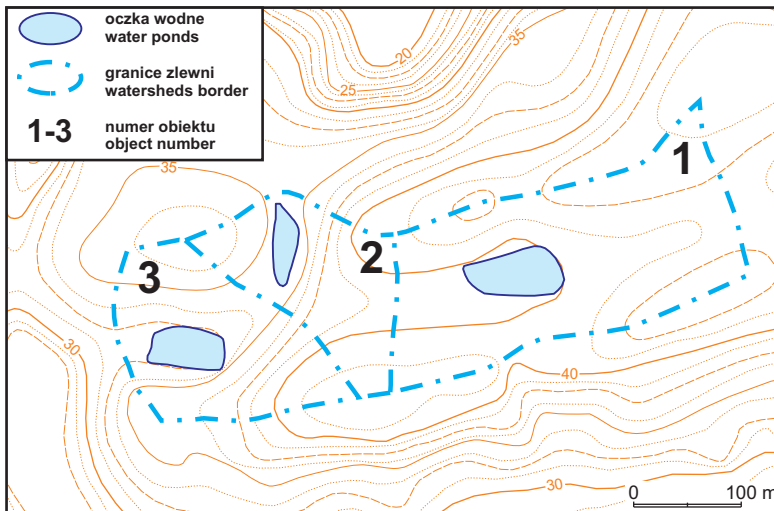 oczka wodne
water ponds
granice zlewni
watersheds border
1-3
numer obiektu
object number
20
25
35
35
1
2
3
30
40
30
0
100 m